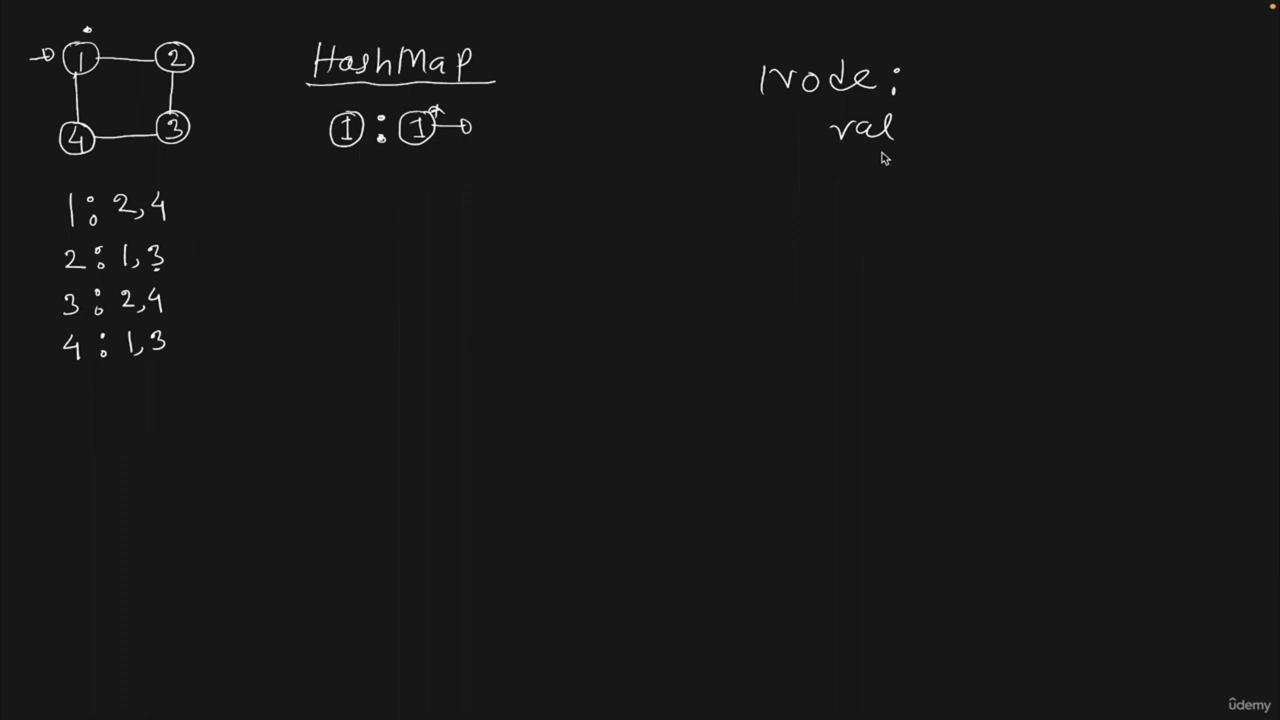 1 2
4 3
1 : 2,4
2 : 1,3
3 : 2,4
4 : 1,3
HashMap
1 : 1
Node:
val
ûdemy